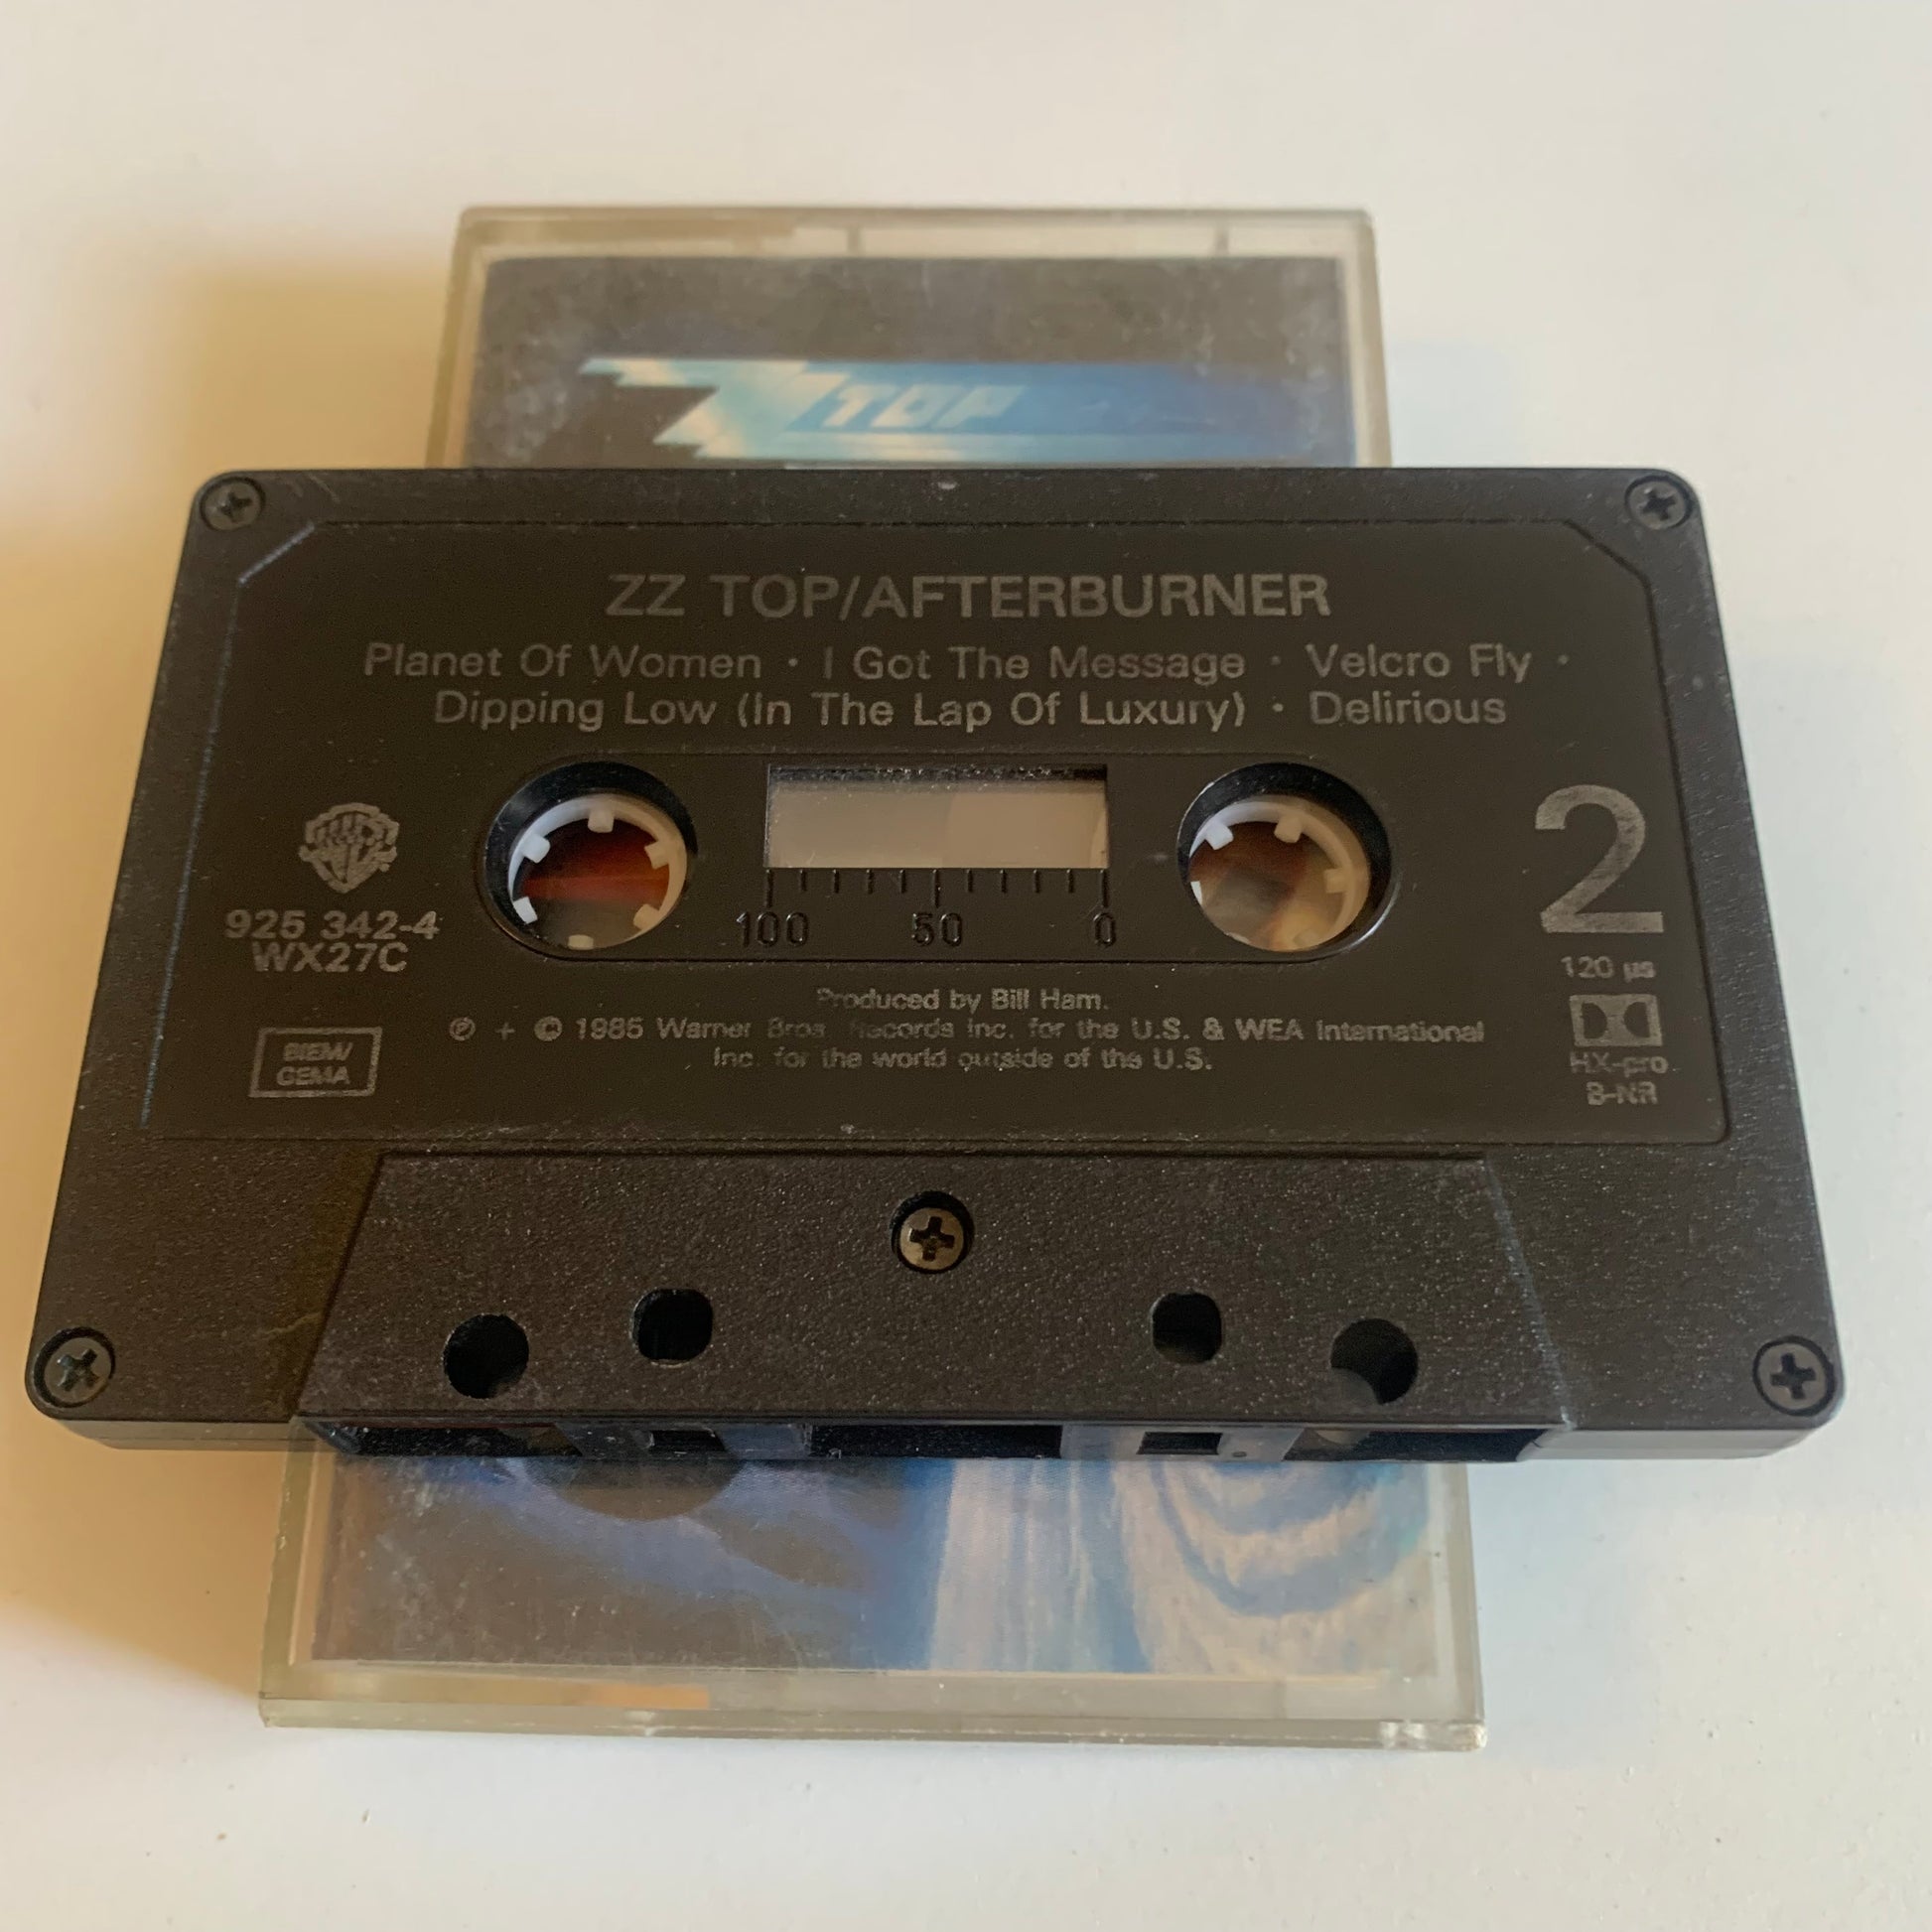 ZZ TOP
ZZ TOP/AFTERBURNER
Planet Of Women · I Got The Message · Velcro Fly ·
Dipping Low (In The Lap Of Luxury) · Delirious
925 342-4
WX27C
100 50 0
2
120 µs
HX-pro
B-NR
BIEM/
GEMA
Produced by Bill Ham.
℗ + © 1985 Warner Bros. Records Inc. for the U.S. & WEA International
Inc. for the world outside of the U.S.